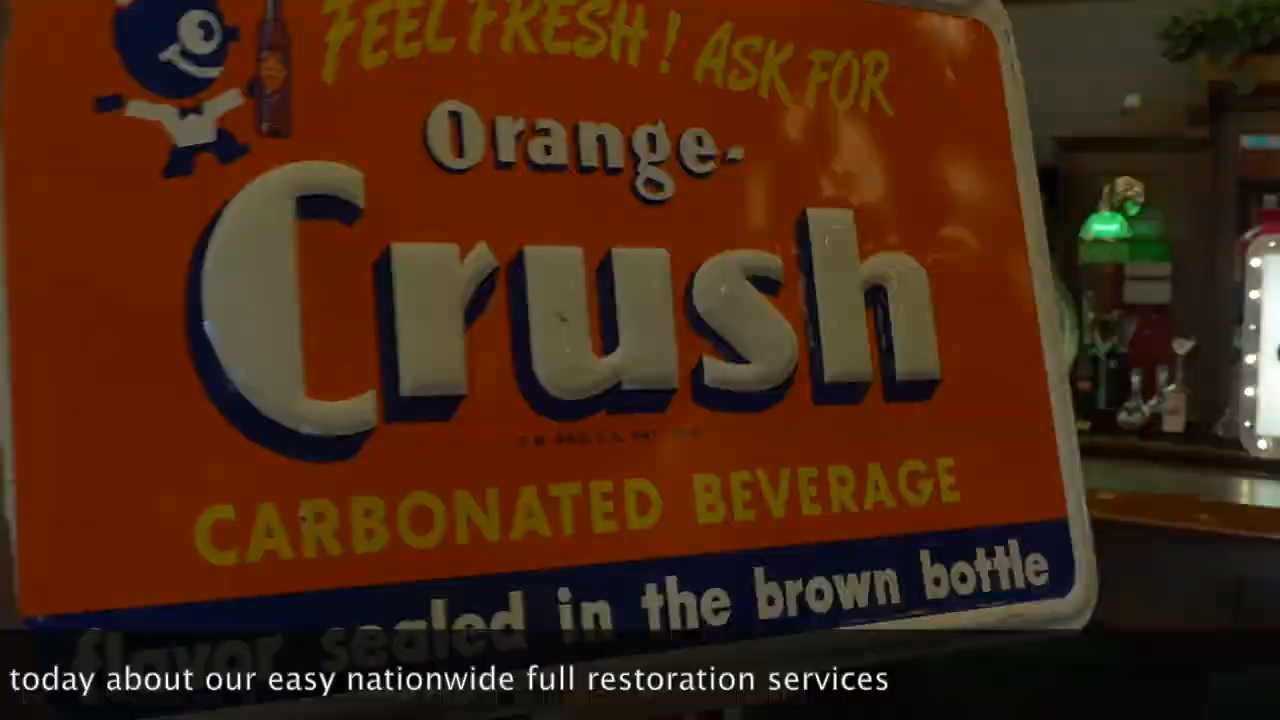 FEEL FRESH! ASK FOR
Orange-
Crush
CARBONATED BEVERAGE
flavor sealed in the brown bottle
today about our easy nationwide full restoration services